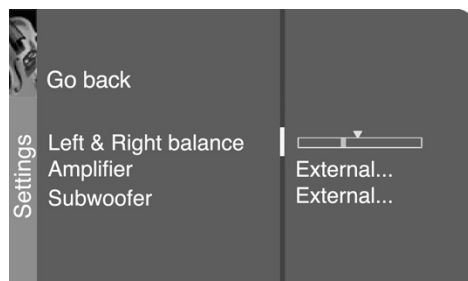 Go back
Settings
Left & Right balance
Amplifier External...
Subwoofer External...